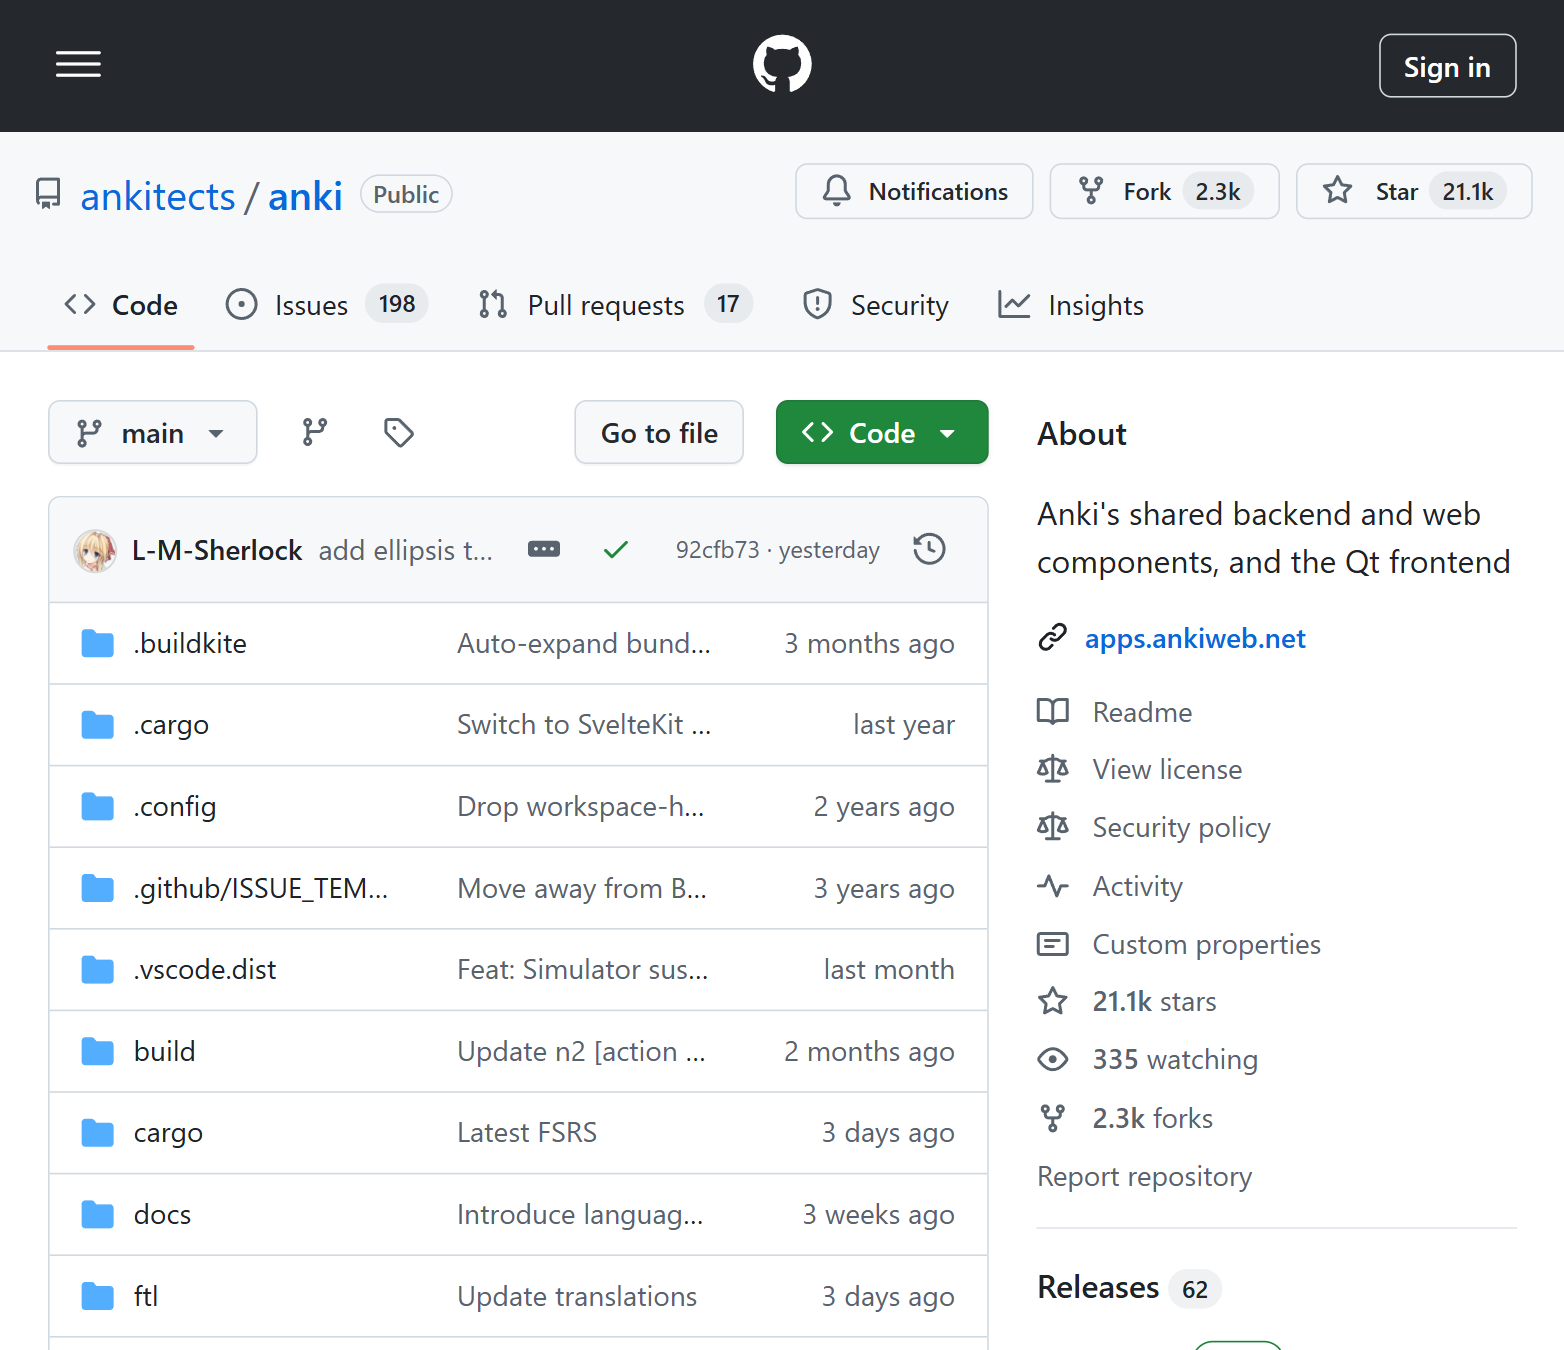 Sign in
ankitects / anki Public
Notifications
Fork 2.3k
Star 21.1k
Code
Issues 198
Pull requests 17
Security
Insights
main
Go to file
Code
L-M-Sherlock add ellipsis t... 92cfb73 · yesterday
.buildkite Auto-expand bund... 3 months ago
.cargo Switch to SvelteKit ... last year
.config Drop workspace-h... 2 years ago
.github/ISSUE_TEM... Move away from B... 3 years ago
.vscode.dist Feat: Simulator sus... last month
build Update n2 [action ... 2 months ago
cargo Latest FSRS 3 days ago
docs Introduce languag... 3 weeks ago
ftl Update translations 3 days ago
About
Anki's shared backend and web
components, and the Qt frontend
apps.ankiweb.net
Readme
View license
Security policy
Activity
Custom properties
21.1k stars
335 watching
2.3k forks
Report repository
Releases 62